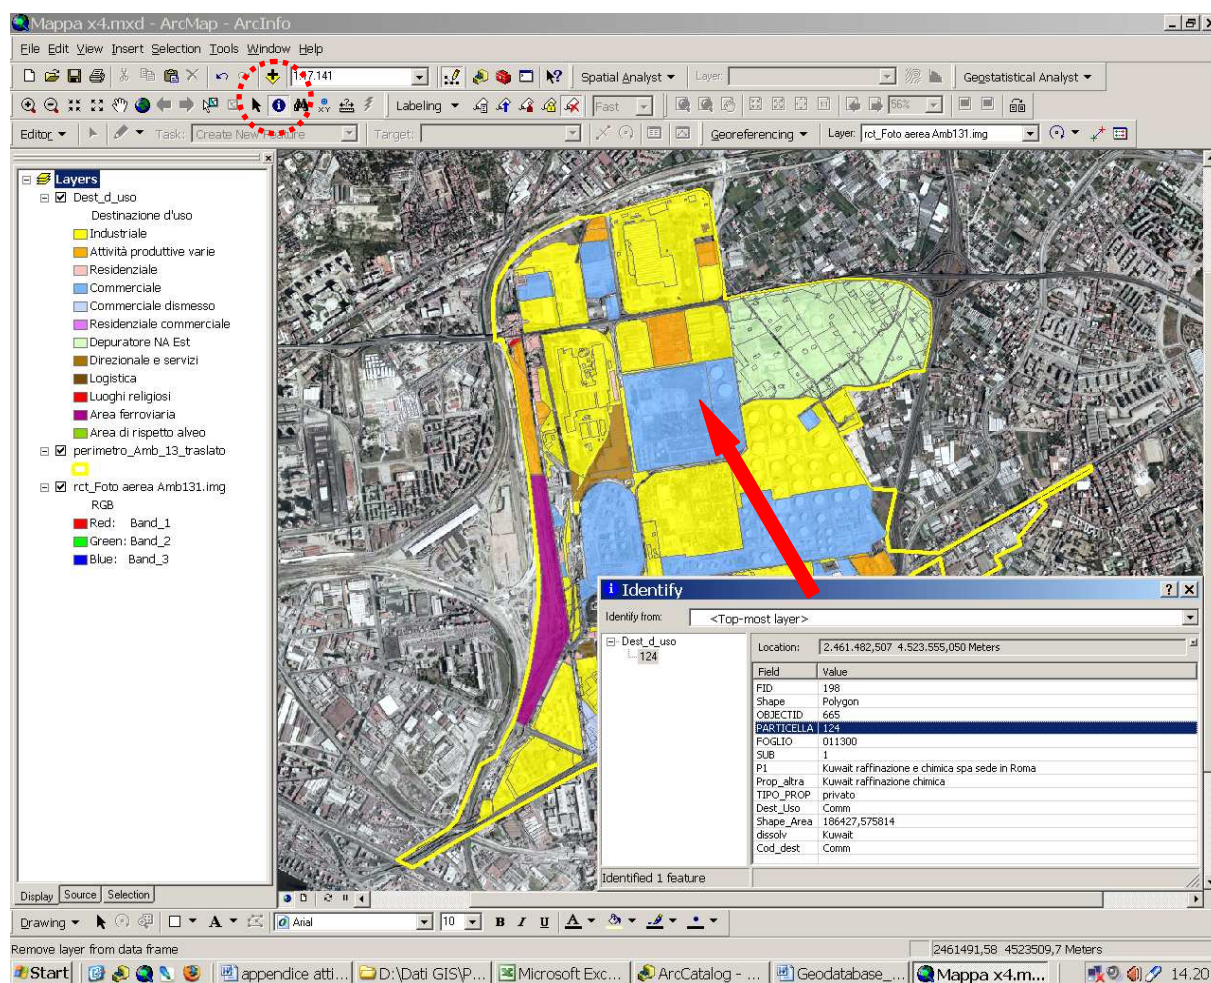 Mappa x4.mxd - ArcMap - ArcInfo
File Edit View Insert Selection Tools Window Help
Spatial Analyst Layer: Geostatistical Analyst
Labeling Fast 56%
Editor Task: Create New Feature Target: Georeferencing Layer: rct_Foto aerea Amb131.img
Layers
Dest_d_uso
Destinazione d'uso
Industriale
Attività produttive varie
Residenziale
Commerciale
Commerciale dismesso
Residenziale commerciale
Depuratore NA Est
Direzionale e servizi
Logistica
Luoghi religiosi
Area ferroviaria
Area di rispetto alveo
perimetro_Amb_13_traslato
rct_Foto aerea Amb131.img
RGB
Red: Band_1
Green: Band_2
Blue: Band_3
Identify
Identify from: <Top-most layer>
Dest_d_uso
124
Location: 2.461.482,507 4.523.555,050 Meters
Field Value
FID 198
Shape Polygon
OBJECTID 665
PARTICELLA 124
FOGLIO 011300
SUB 1
P1 Kuwait raffinazione e chimica spa sede in Roma
Prop_altra Kuwait raffinazione chimica
TIPO_PROP privato
Dest_Uso Comm
Shape_Area 186427,575814
dissolv Kuwait
Cod_dest Comm
Identified 1 feature
Display Source Selection
Drawing A Arial 10 B I U A
Remove layer from data frame 2461491,58 4523509,7 Meters
Start appendice atti... D:\Dati GIS\P... Microsoft Exc... ArcCatalog - ... Geodatabase_... Mappa x4.m... 14.20